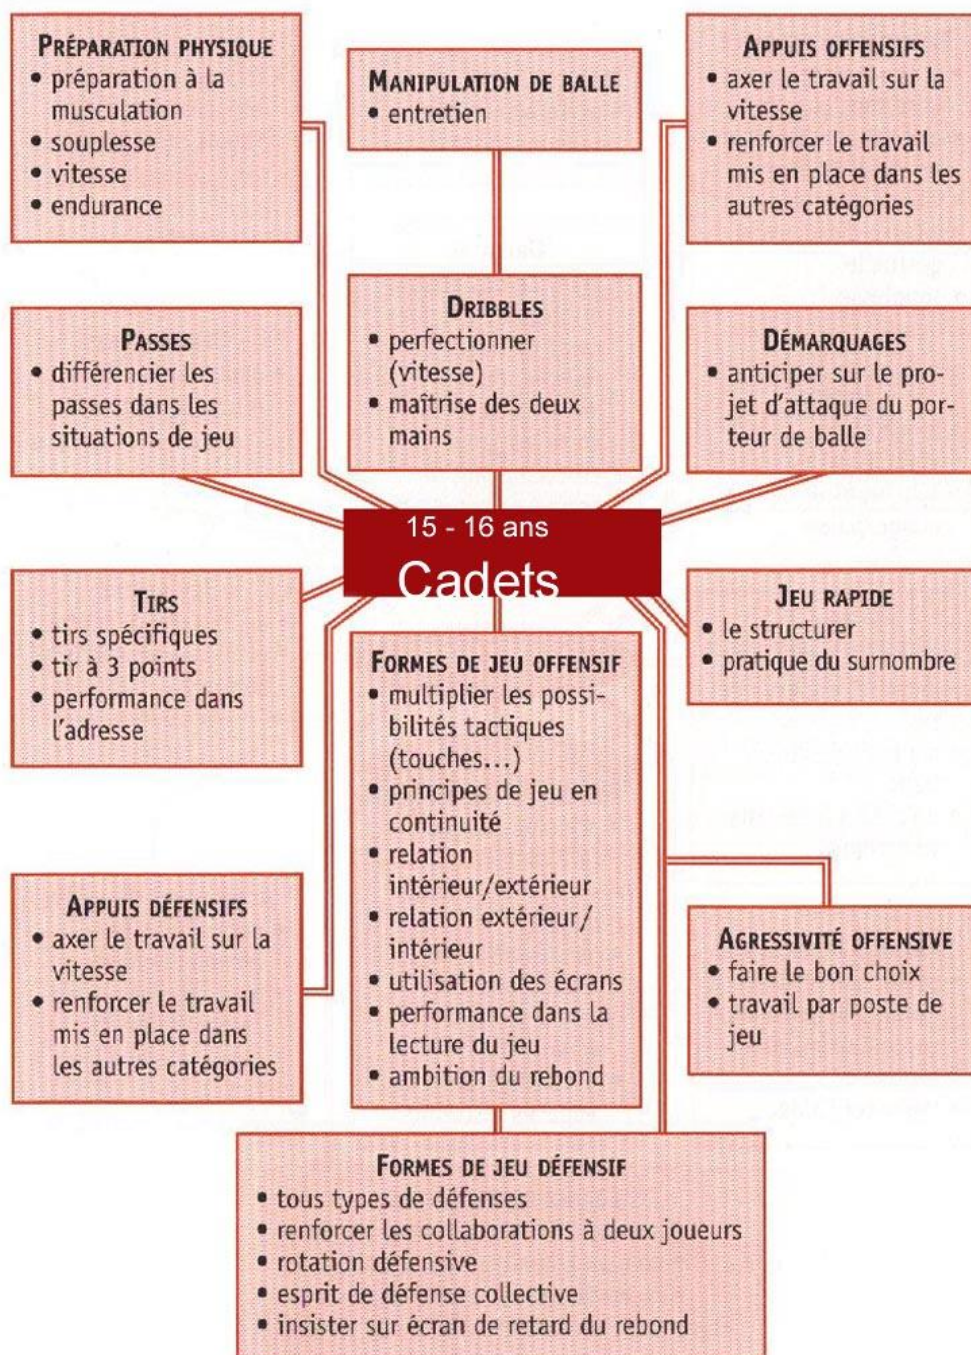 PRÉPARATION PHYSIQUE
• préparation à la
musculation
• souplesse
• vitesse
• endurance
MANIPULATION DE BALLE
• entretien
APPUIS OFFENSIFS
• axer le travail sur la
vitesse
• renforcer le travail
mis en place dans les
autres catégories
PASSES
• différencier les
passes dans les
situations de jeu
DRIBBLES
• perfectionner
(vitesse)
• maîtrise des deux
mains
DÉMARQUAGES
• anticiper sur le pro-
jet d'attaque du por-
teur de balle
15 - 16 ans
Cadets
TIRS
• tirs spécifiques
• tir à 3 points
• performance dans
l'adresse
FORMES DE JEU OFFENSIF
• multiplier les possi-
bilités tactiques
(touches...)
• principes de jeu en
continuité
• relation
intérieur/extérieur
• relation extérieur/
intérieur
• utilisation des écrans
• performance dans la
lecture du jeu
• ambition du rebond
JEU RAPIDE
• le structurer
• pratique du surnombre
APPUIS DÉFENSIFS
• axer le travail sur la
vitesse
• renforcer le travail
mis en place dans
les autres catégories
AGRESSIVITÉ OFFENSIVE
• faire le bon choix
• travail par poste de
jeu
FORMES DE JEU DÉFENSIF
• tous types de défenses
• renforcer les collaborations à deux joueurs
• rotation défensive
• esprit de défense collective
• insister sur écran de retard du rebond